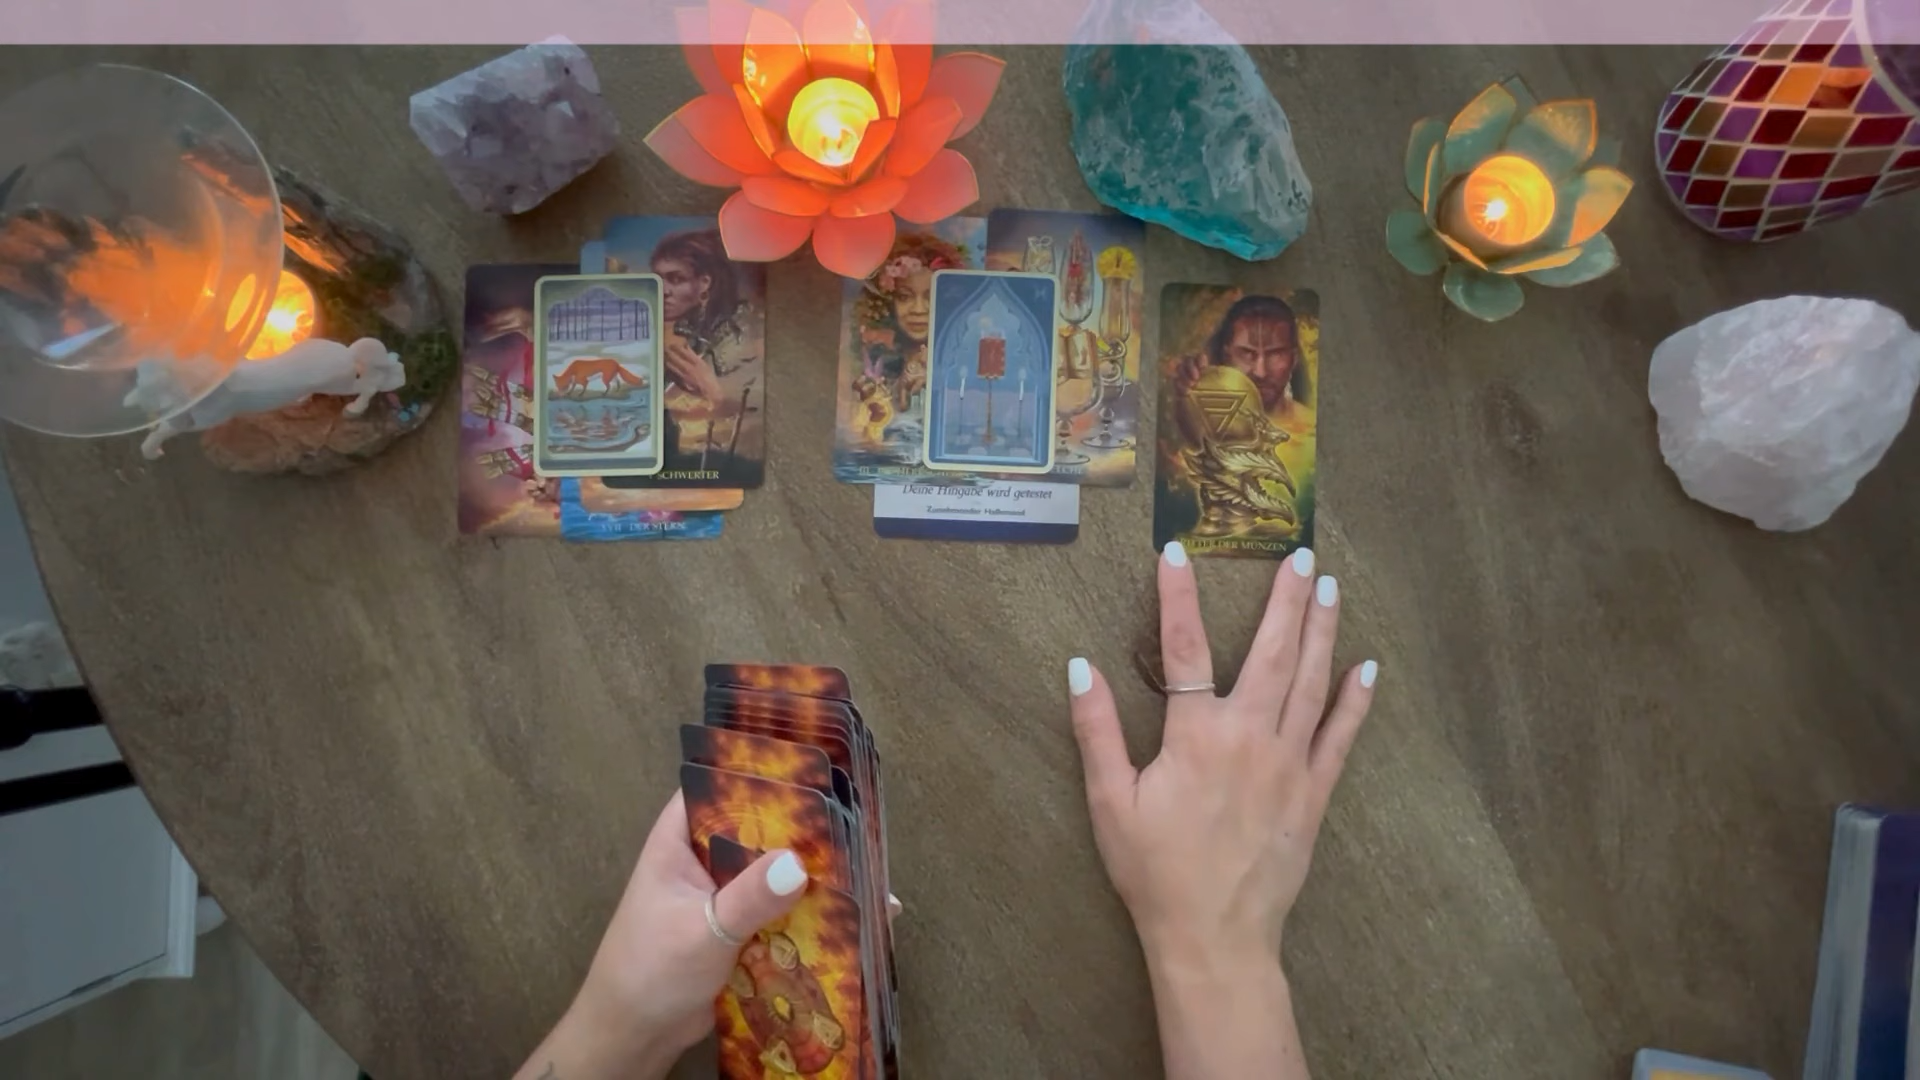 SCHWERTER
XVII DER STERN
Deine Hingabe wird getestet
Zunehmender Halbmond
RITTER DER MÜNZEN